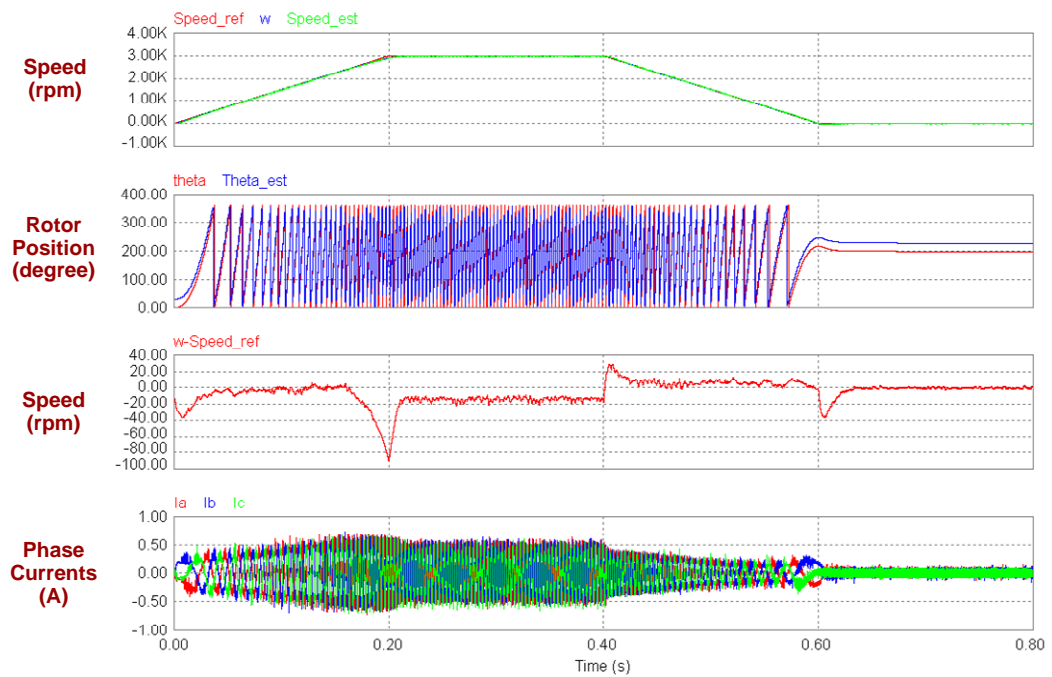 Speed_ref w Speed_est
Speed
(rpm)
4.00K
3.00K
2.00K
1.00K
0.00K
-1.00K
theta Theta_est
Rotor
Position
(degree)
400.00
300.00
200.00
100.00
0.00
w-Speed_ref
Speed
(rpm)
40.00
20.00
0.00
-20.00
-40.00
-60.00
-80.00
-100.00
Ia Ib Ic
Phase
Currents
(A)
1.00
0.50
0.00
-0.50
-1.00
0.00 0.20 0.40 0.60 0.80
Time (s)